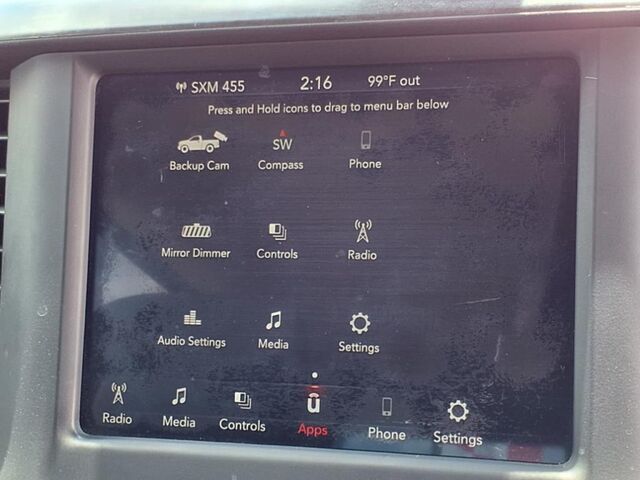 SXM 455 2:16 99°F out
Press and Hold icons to drag to menu bar below
SW
Backup Cam Compass Phone
Mirror Dimmer Controls Radio
Audio Settings Media Settings
Radio Media Controls Apps Phone Settings